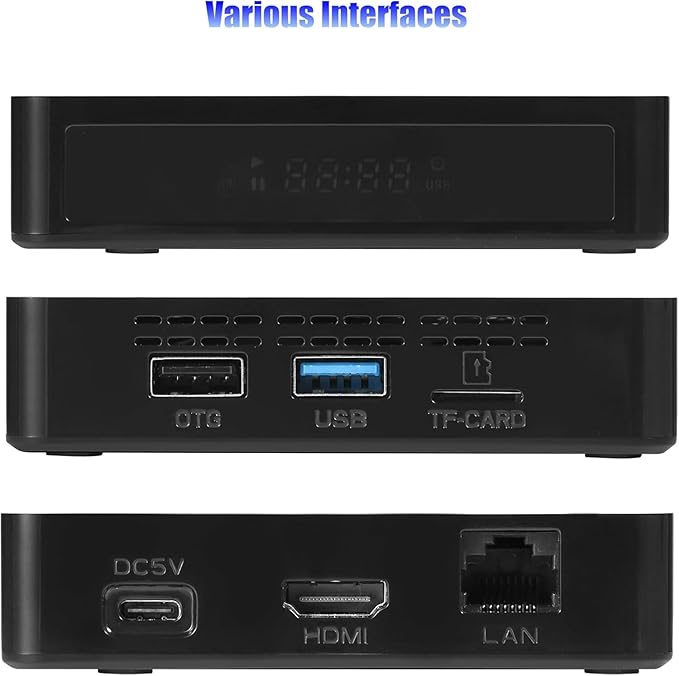 Various Interfaces
88:88
USB
OTG
USB
TF-CARD
DC5V
HDMI
LAN